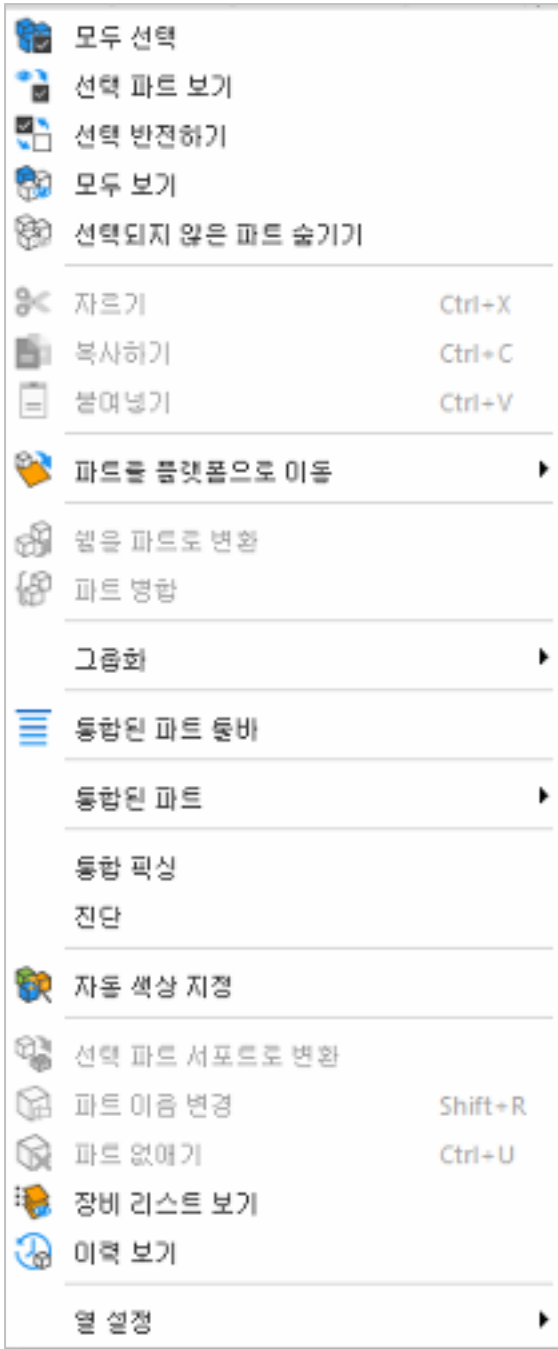 모두 선택
선택 파트 보기
선택 반전하기
모두 보기
선택되지 않은 파트 숨기기
자르기 Ctrl+X
복사하기 Ctrl+C
붙여넣기 Ctrl+V
파트를 플랫폼으로 이동
쉘을 파트로 변환
파트 병합
그룹화
통합된 파트 툴바
통합된 파트
통합 픽싱
진단
자동 색상 지정
선택 파트 서포트로 변환
파트 이름 변경 Shift+R
파트 없애기 Ctrl+U
장비 리스트 보기
이력 보기
열 설정